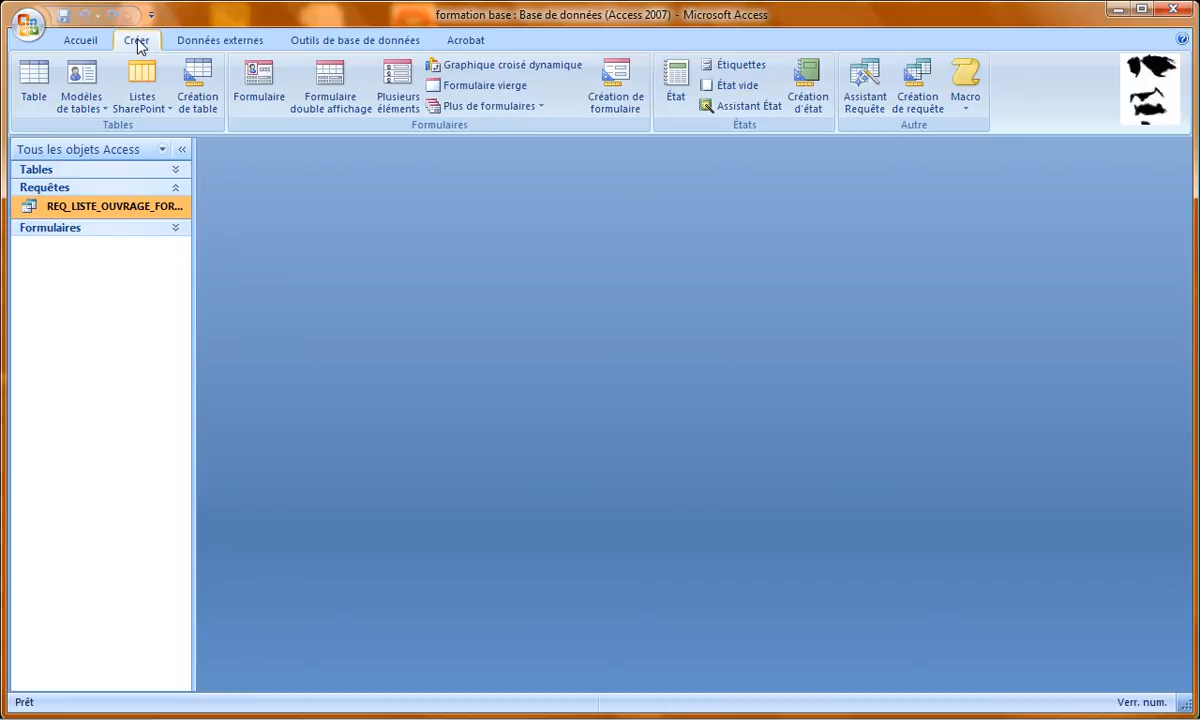 formation base : Base de données (Access 2007) - Microsoft Access
Accueil Créer Données externes Outils de base de données Acrobat
Table
Modèles de tables
Listes SharePoint
Création de table
Tables
Formulaire
Formulaire double affichage
Plusieurs éléments
Graphique croisé dynamique
Formulaire vierge
Plus de formulaires
Création de formulaire
Formulaires
État
Étiquettes
État vide
Assistant État
Création d'état
États
Assistant Requête
Création de requête
Macro
Autre
Tous les objets Access
Tables
Requêtes
REQ_LISTE_OUVRAGE_FOR...
Formulaires
Prêt
Verr. num.